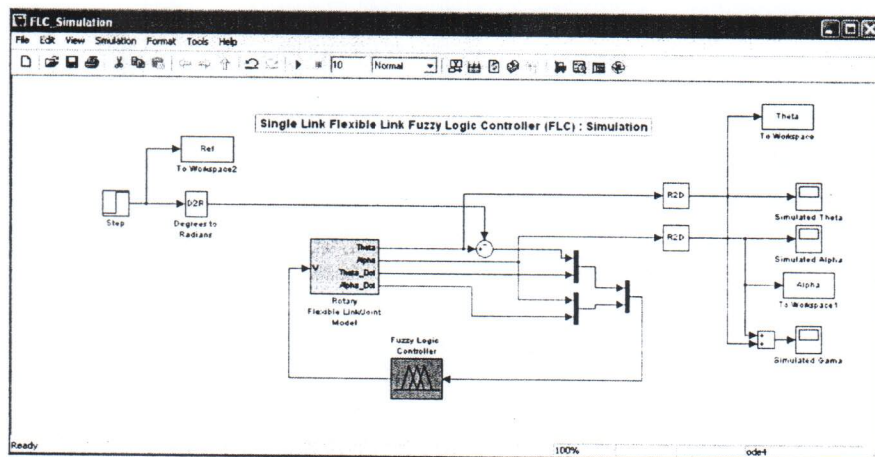 FLC_Simulation
File Edit View Simulation Format Tools Help
10 Normal
Single Link Flexible Link Fuzzy Logic Controller (FLC) : Simulation
Theta
To Workspace
Ref
To Workspace2
Step
D2R
Degrees to
Radians
R2D
Simulated Theta
R2D
Simulated Alpha
V
Theta
Alpha
Theta_Dot
Alpha_Dot
Rotary
Flexible Link/Joint
Model
Alpha
To Workspace1
Simulated Gama
Fuzzy Logic
Controller
Ready
100%
ode4